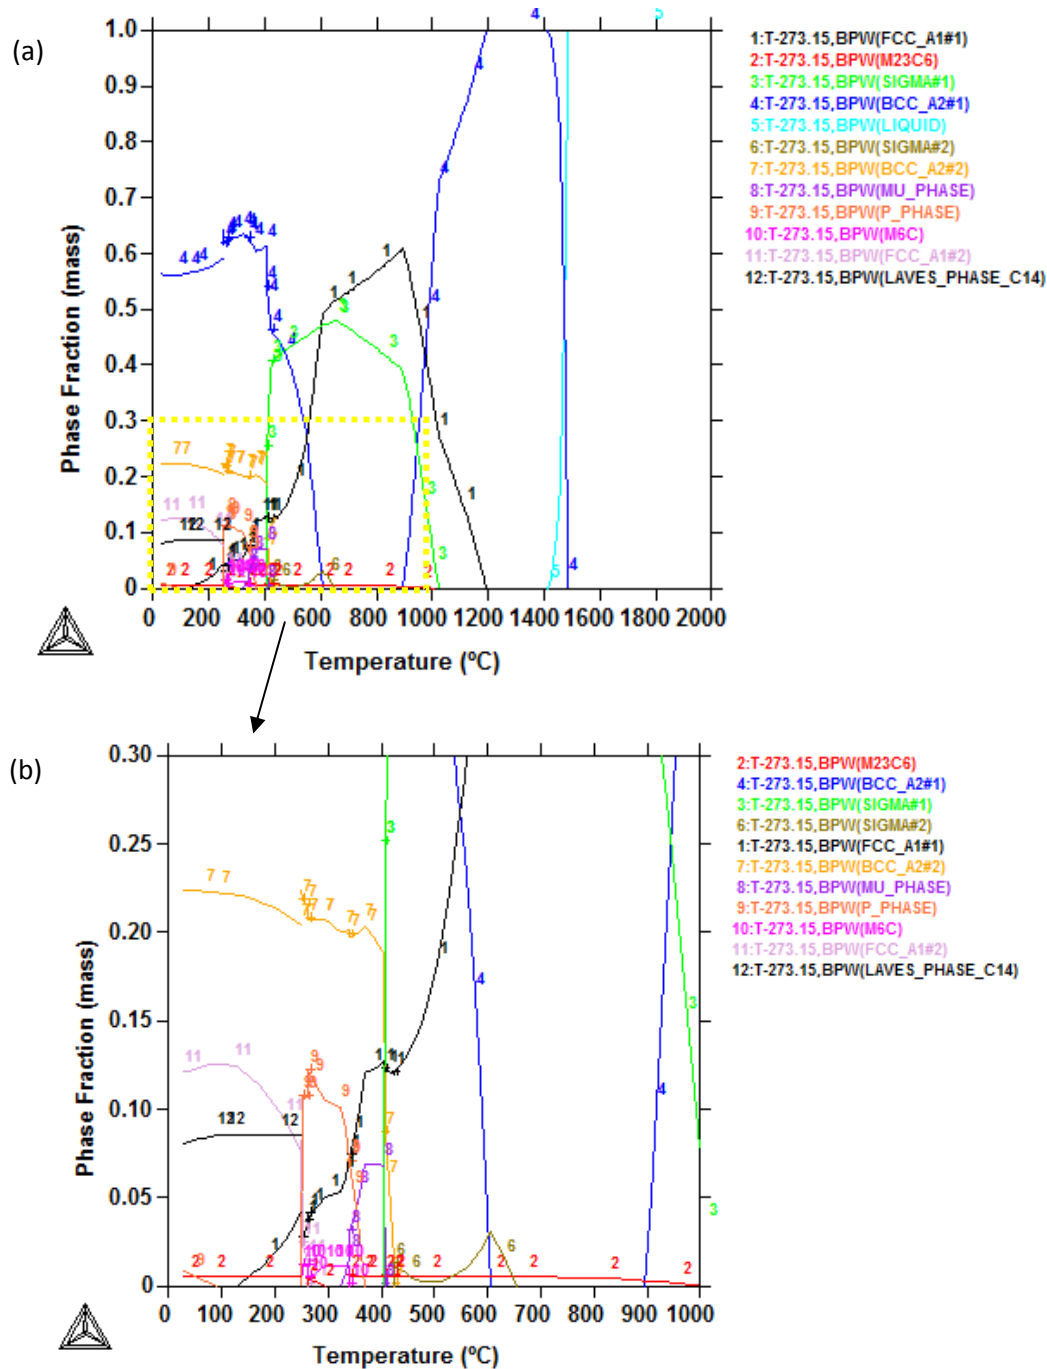 (a)
Phase Fraction (mass)
1.0
0.9
0.8
0.7
0.6
0.5
0.4
0.3
0.2
0.1
0
0 200 400 600 800 1000 1200 1400 1600 1800 2000
Temperature (ºC)
1:T-273.15,BPW(FCC_A1#1)
2:T-273.15,BPW(M23C6)
3:T-273.15,BPW(SIGMA#1)
4:T-273.15,BPW(BCC_A2#1)
5:T-273.15,BPW(LIQUID)
6:T-273.15,BPW(SIGMA#2)
7:T-273.15,BPW(BCC_A2#2)
8:T-273.15,BPW(MU_PHASE)
9:T-273.15,BPW(P_PHASE)
10:T-273.15,BPW(M6C)
11:T-273.15,BPW(FCC_A1#2)
12:T-273.15,BPW(LAVES_PHASE_C14)
(b)
Phase Fraction (mass)
0.30
0.25
0.20
0.15
0.10
0.05
0
0 100 200 300 400 500 600 700 800 900 1000
Temperature (ºC)
2:T-273.15,BPW(M23C6)
4:T-273.15,BPW(BCC_A2#1)
3:T-273.15,BPW(SIGMA#1)
6:T-273.15,BPW(SIGMA#2)
1:T-273.15,BPW(FCC_A1#1)
7:T-273.15,BPW(BCC_A2#2)
8:T-273.15,BPW(MU_PHASE)
9:T-273.15,BPW(P_PHASE)
10:T-273.15,BPW(M6C)
11:T-273.15,BPW(FCC_A1#2)
12:T-273.15,BPW(LAVES_PHASE_C14)